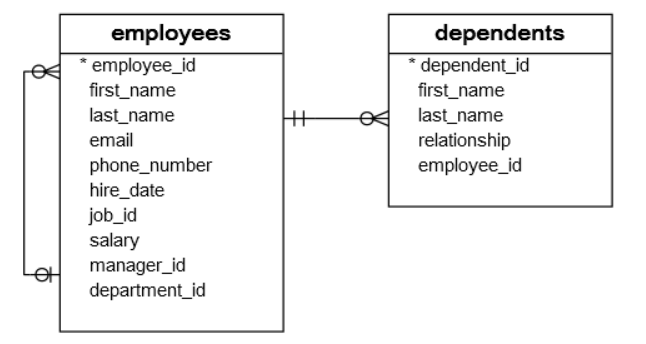 employees
* employee_id
first_name
last_name
email
phone_number
hire_date
job_id
salary
manager_id
department_id
dependents
* dependent_id
first_name
last_name
relationship
employee_id